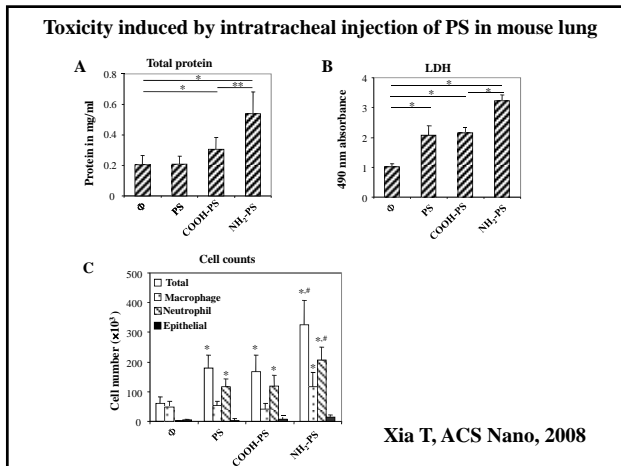 Toxicity induced by intratracheal injection of PS in mouse lung
A
Total protein
*
*
**
0.8
0.6
0.4
0.2
0
Protein in mg/ml
Φ
PS
COOH-PS
NH₂-PS
B
LDH
*
*
*
*
4
3
2
1
0
490 nm absorbance
Φ
PS
COOH-PS
NH₂-PS
C
Cell counts
Total
Macrophage
Neutrophil
Epithelial
500
400
300
200
100
0
Cell number (×10³)
*
*
*
*
*,#
*
*,#
Φ
PS
COOH-PS
NH₂-PS
Xia T, ACS Nano, 2008